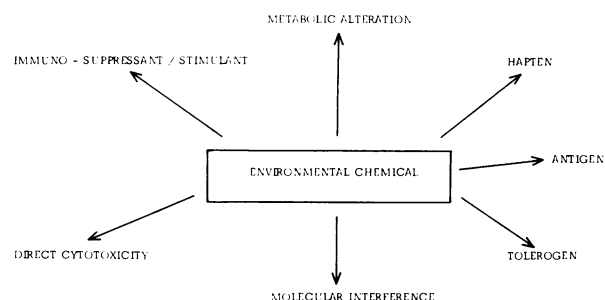 METABOLIC ALTERATION
IMMUNO - SUPPRESSANT / STIMULANT
HAPTEN
ENVIRONMENTAL CHEMICAL
ANTIGEN
DIRECT CYTOTOXICITY
TOLEROGEN
MOLECULAR INTERFERENCE